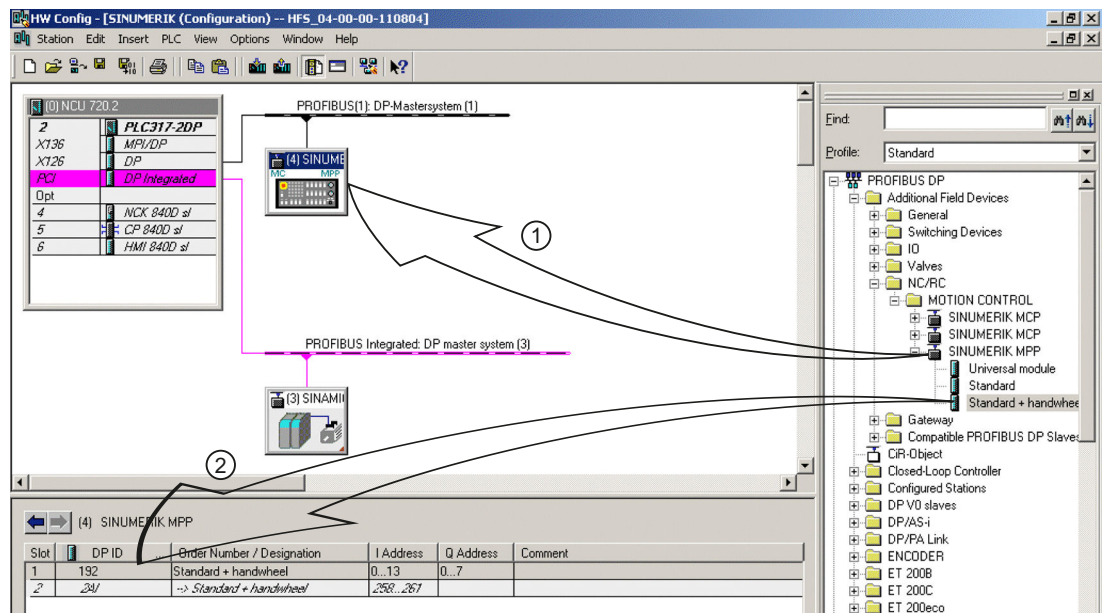 HW Config - [SINUMERIK (Configuration) -- HFS_04-00-00-110804]
Station Edit Insert PLC View Options Window Help
(0) NCU 720.2
2 PLC317-2DP
X136 MPI/DP
X126 DP
PCI DP Integrated
Opt
4 NCK 840D sl
5 CP 840D sl
6 HMI 840D sl
PROFIBUS(1): DP-Mastersystem (1)
(4) SINUME
MC MPP
1
PROFIBUS Integrated: DP master system (3)
(3) SINAMI
2
Find:
Profile: Standard
PROFIBUS DP
Additional Field Devices
General
Switching Devices
IO
Valves
NC/RC
MOTION CONTROL
SINUMERIK MCP
SINUMERIK MCP
SINUMERIK MPP
Universal module
Standard
Standard + handwhee
Gateway
Compatible PROFIBUS DP Slaves
CiR-Object
Closed-Loop Controller
Configured Stations
DP V0 slaves
DP/AS-i
DP/PA Link
ENCODER
ET 200B
ET 200C
ET 200eco
(4) SINUMERIK MPP
Slot DP ID ... Order Number / Designation I Address Q Address Comment
1 192 Standard + handwheel 0...13 0...7
2 2AI --> Standard + handwheel 258...261